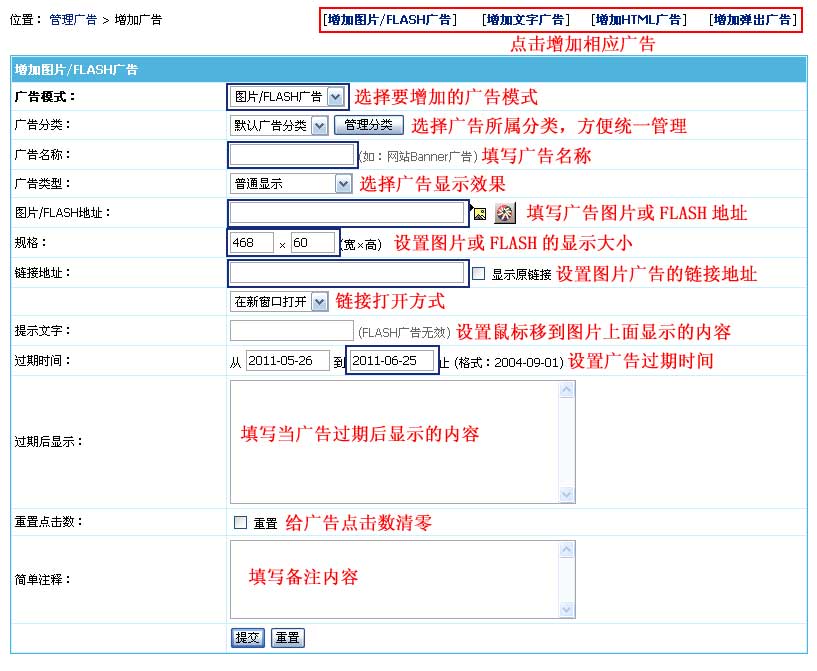 位置： 管理广告 > 增加广告 [增加图片/FLASH广告] [增加文字广告] [增加HTML广告] [增加弹出广告]
点击增加相应广告
增加图片/FLASH广告
广告模式： 图片/FLASH广告 选择要增加的广告模式
广告分类： 默认广告分类 管理分类 选择广告所属分类，方便统一管理
广告名称： (如：网站Banner广告) 填写广告名称
广告类型： 普通显示 选择广告显示效果
图片/FLASH地址： 填写广告图片或 FLASH 地址
规格： 468 × 60 (宽×高) 设置图片或 FLASH 的显示大小
链接地址： 显示原链接 设置图片广告的链接地址
在新窗口打开 链接打开方式
提示文字： (FLASH广告无效) 设置鼠标移到图片上面显示的内容
过期时间： 从 2011-05-26 到 2011-06-25 止 (格式：2004-09-01) 设置广告过期时间
过期后显示： 填写当广告过期后显示的内容
重置点击数： 重置 给广告点击数清零
简单注释： 填写备注内容
提交 重置